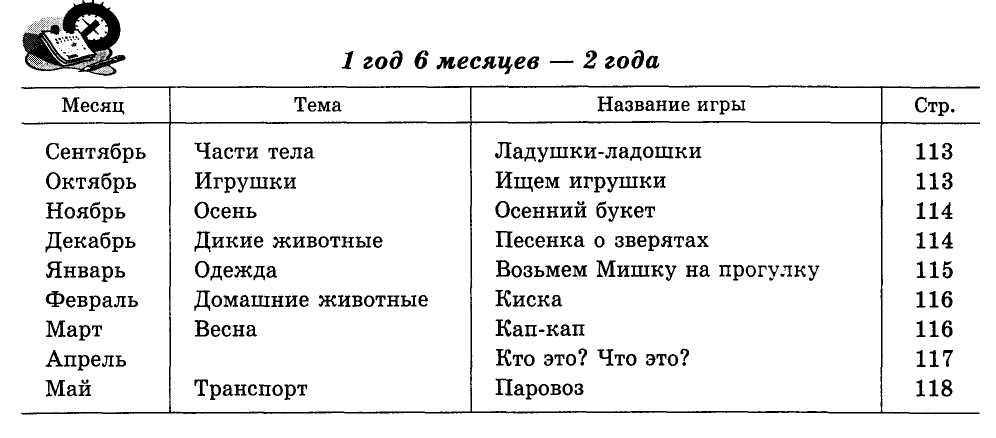 1 год 6 месяцев — 2 года
Месяц Тема Название игры Стр.
Сентябрь Части тела Ладушки-ладошки 113
Октябрь Игрушки Ищем игрушки 113
Ноябрь Осень Осенний букет 114
Декабрь Дикие животные Песенка о зверятах 114
Январь Одежда Возьмем Мишку на прогулку 115
Февраль Домашние животные Киска 116
Март Весна Кап-кап 116
Апрель Кто это? Что это? 117
Май Транспорт Паровоз 118